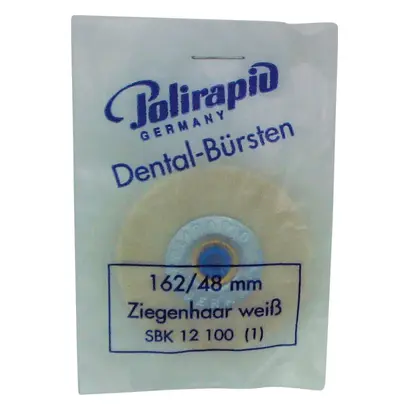 Polirapid
GERMANY
Dental-Bürsten
162/48 mm
Ziegenhaar weiß
SBK 12 100 (1)